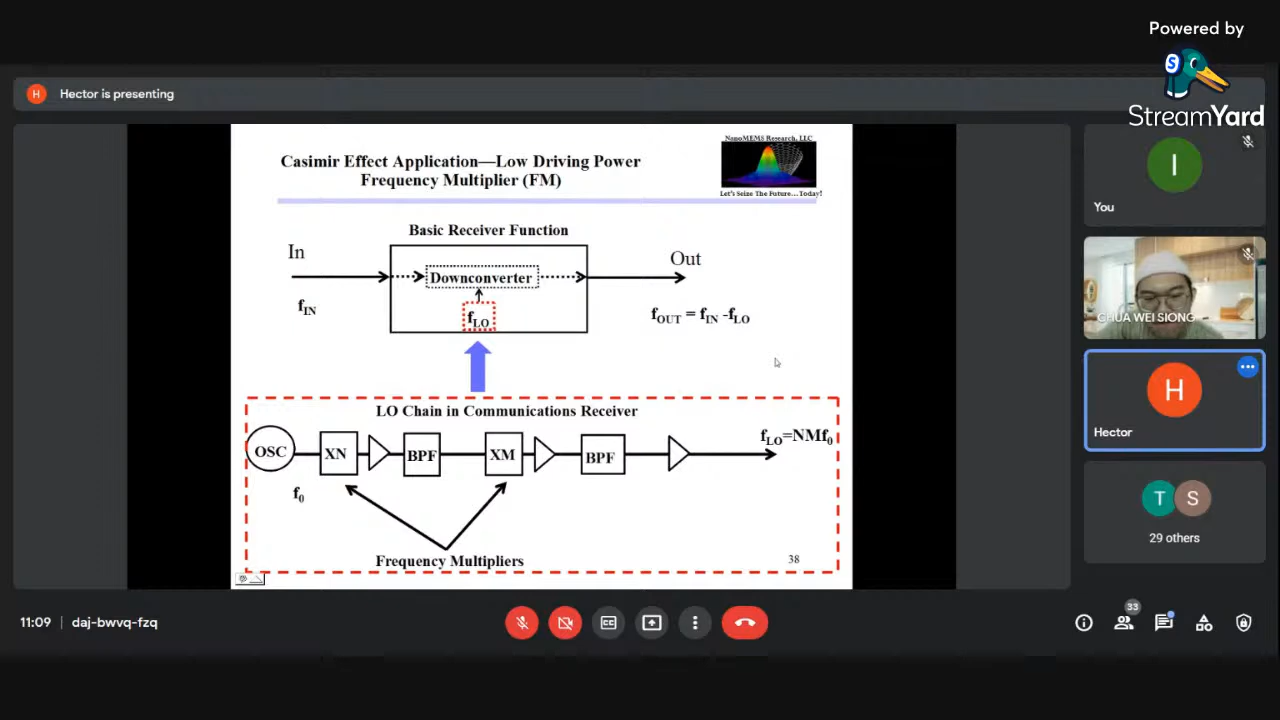 Powered by
StreamYard
H
Hector is presenting
Casimir Effect Application—Low Driving Power
Frequency Multiplier (FM)
NanoMEMS Research, LLC
Let's Seize The Future…Today!
Basic Receiver Function
In
Out
Downconverter
fIN
fLO
fOUT = fIN -fLO
LO Chain in Communications Receiver
fLO=NMf0
OSC
XN
BPF
XM
BPF
f0
Frequency Multipliers
38
I
You
CHUA WEI SIONG
H
Hector
T
S
29 others
11:09 | daj-bwvq-fzq
33